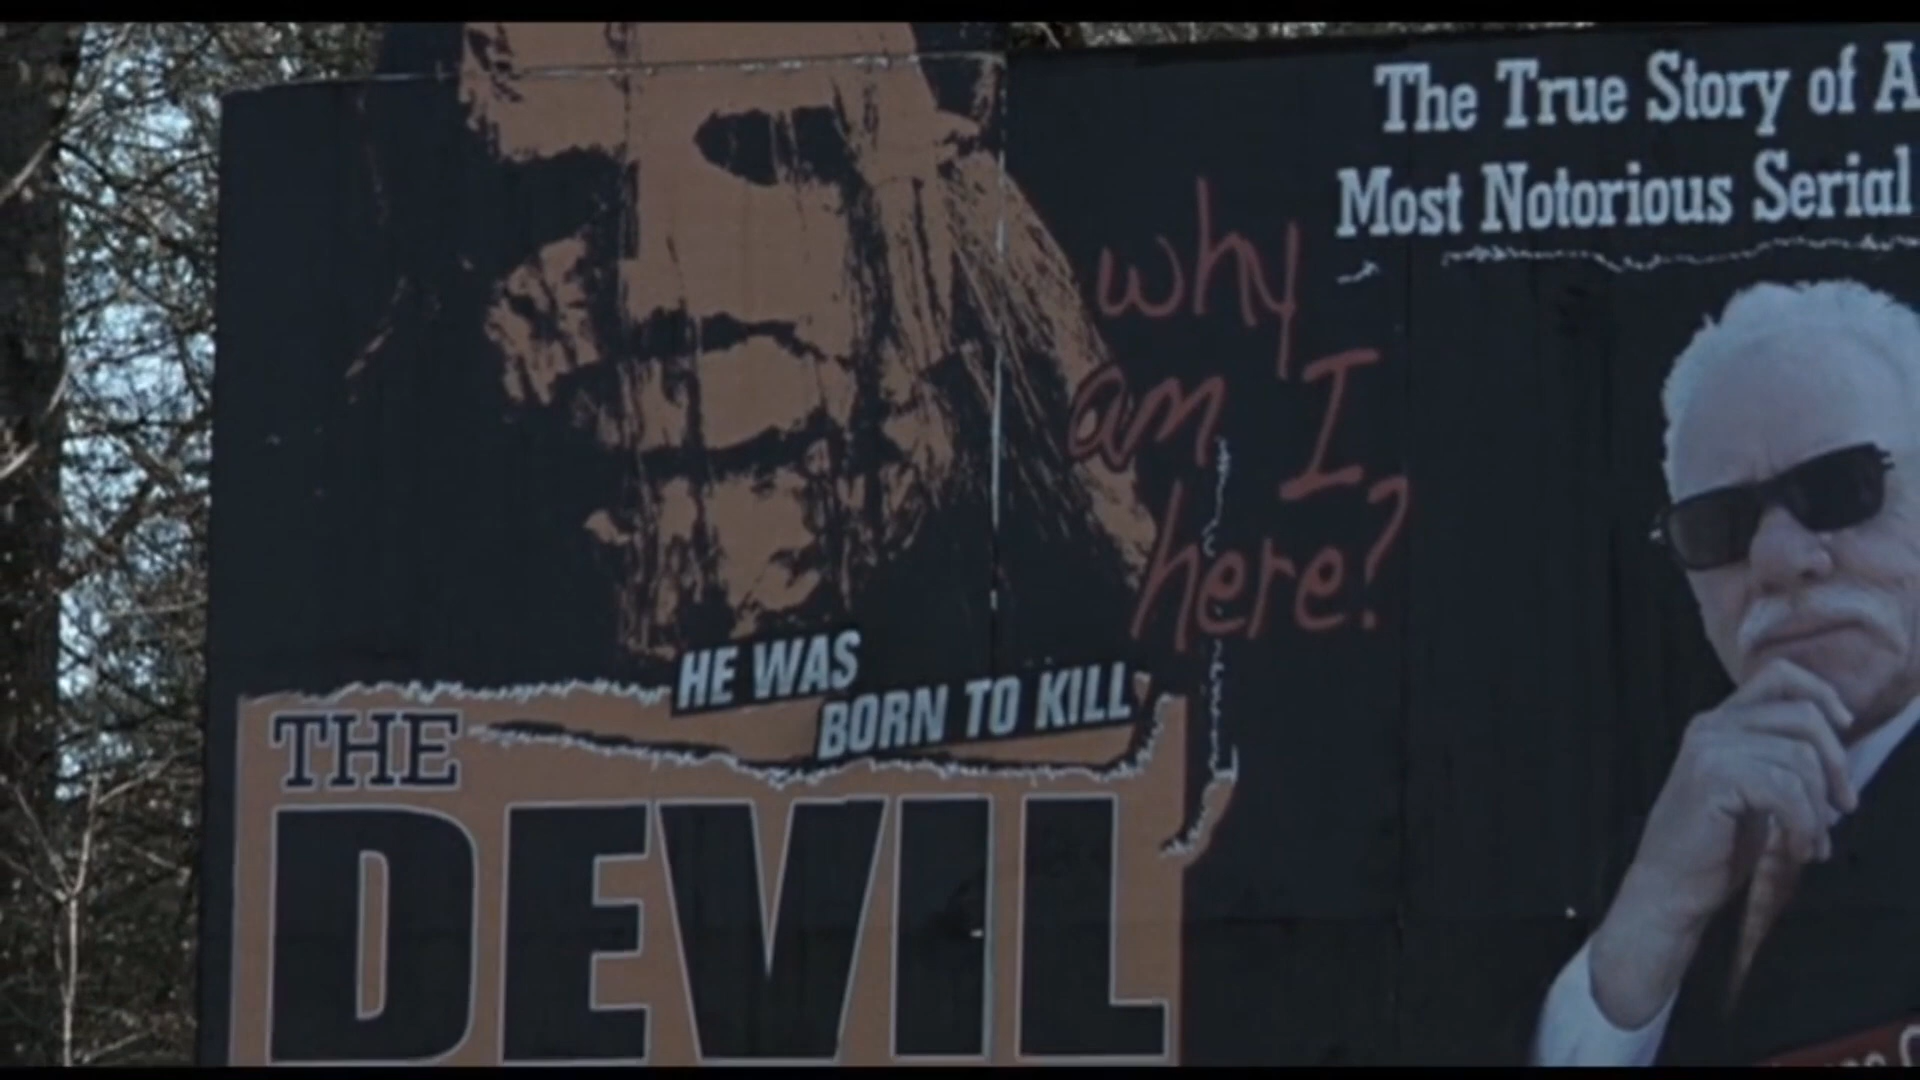 The True Story of A
Most Notorious Serial
why
am I
here?
HE WAS
BORN TO KILL
THE
DEVIL